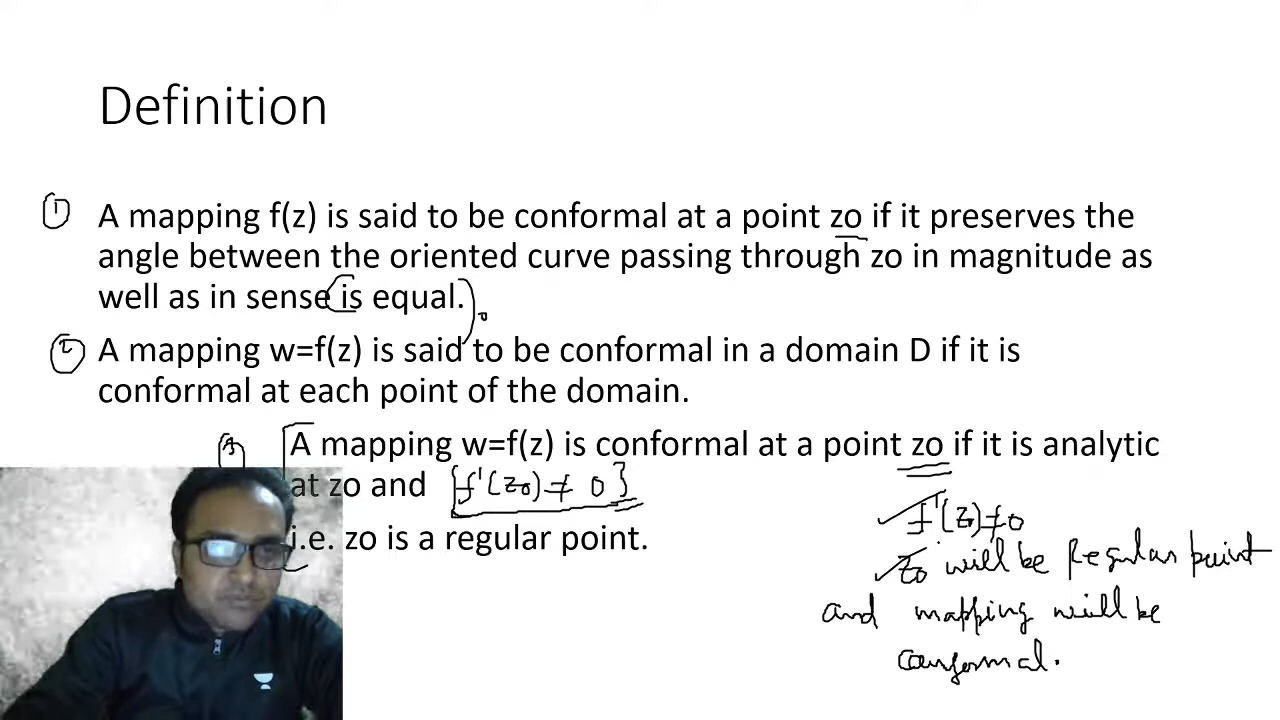 Definition
① A mapping f(z) is said to be conformal at a point zo if it preserves the
angle between the oriented curve passing through zo in magnitude as
well as in sense is equal.
② A mapping w=f(z) is said to be conformal in a domain D if it is
conformal at each point of the domain.
A mapping w=f(z) is conformal at a point zo if it is analytic
at zo and [f'(zo) ≠ 0]
i.e. zo is a regular point.
f'(zo) ≠ 0
zo will be Regular point
and mapping will be
conformal.